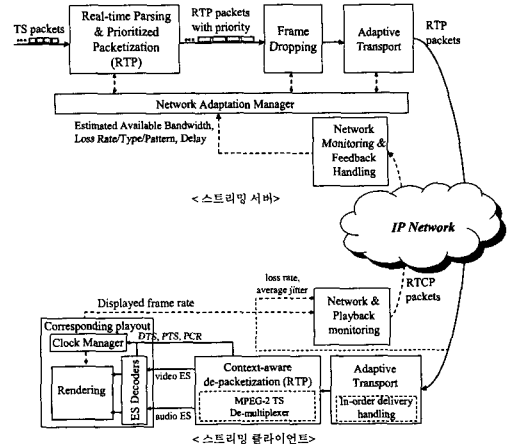 TS packets
Real-time Parsing
& Prioritized
Packetization
(RTP)
RTP packets
with priority
Frame
Dropping
Adaptive
Transport
RTP
packets
Network Adaptation Manager
Estimated Available Bandwidth,
Loss Rate/Type/Pattern, Delay
Network
Monitoring &
Feedback
Handling
<스트리밍 서버>
IP Network
loss rate,
average jitter
RTCP
packets
Displayed frame rate
Network &
Playback
monitoring
Corresponding playout
Clock Manager
DTS, PTS, PCR
Rendering
ES Decoders
video ES
audio ES
Context-aware
de-packetization (RTP)
MPEG-2 TS
De-multiplexer
Adaptive
Transport
In-order delivery
handling
<스트리밍 클라이언트>